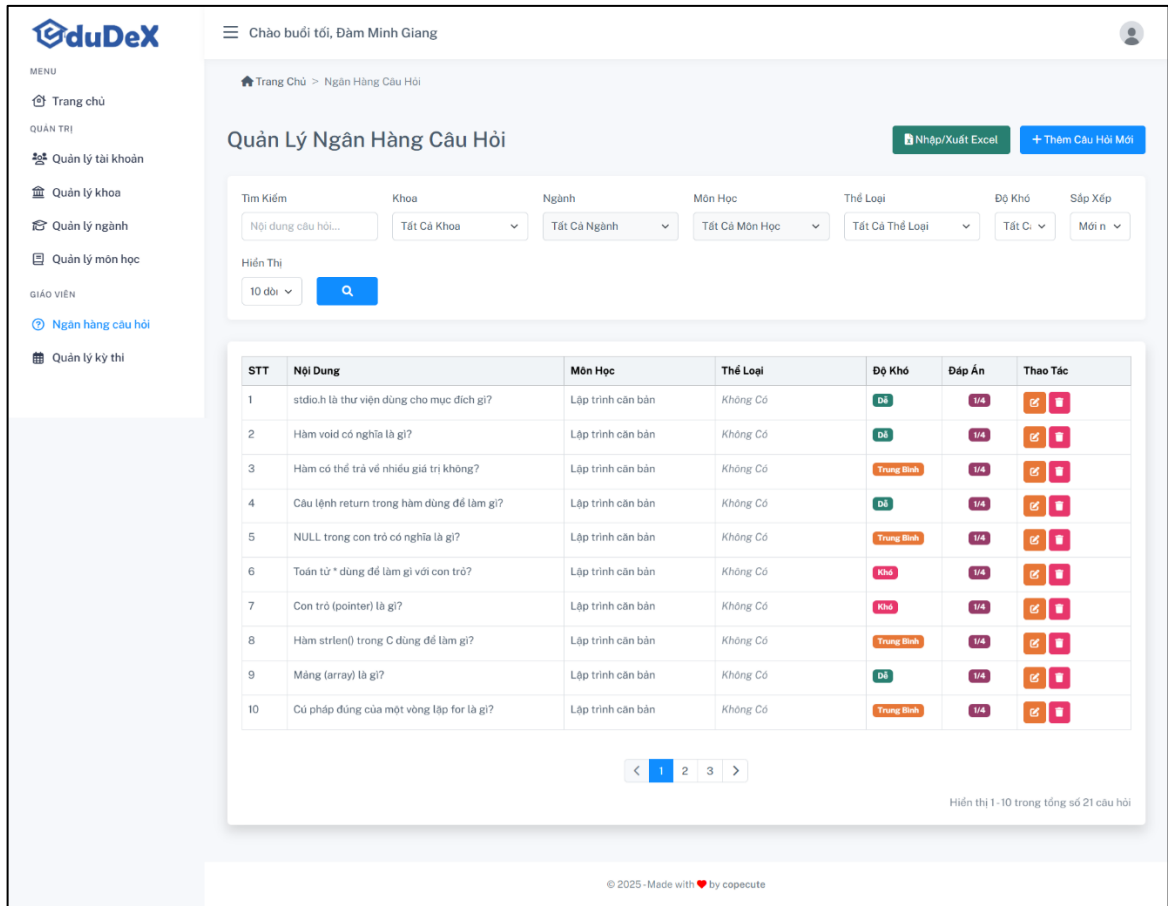 EduDeX
Chào buổi tối, Đàm Minh Giang
MENU
Trang chủ
QUẢN TRỊ
Quản lý tài khoản
Quản lý khoa
Quản lý ngành
Quản lý môn học
GIÁO VIÊN
Ngân hàng câu hỏi
Quản lý kỳ thi
Trang Chủ > Ngân Hàng Câu Hỏi
Quản Lý Ngân Hàng Câu Hỏi
Nhập/Xuất Excel
+ Thêm Câu Hỏi Mới
Tìm Kiếm Khoa Ngành Môn Học Thể Loại Độ Khó Sắp Xếp
Nội dung câu hỏi... Tất Cả Khoa Tất Cả Ngành Tất Cả Môn Học Tất Cả Thể Loại Tất Cả Mới n
Hiển Thị
10 dòn
STT Nội Dung Môn Học Thể Loại Độ Khó Đáp Án Thao Tác
1 stdio.h là thư viện dùng cho mục đích gì? Lập trình căn bản Không Có Dễ 1/4
2 Hàm void có nghĩa là gì? Lập trình căn bản Không Có Dễ 1/4
3 Hàm có thể trả về nhiều giá trị không? Lập trình căn bản Không Có Trung Bình 1/4
4 Câu lệnh return trong hàm dùng để làm gì? Lập trình căn bản Không Có Dễ 1/4
5 NULL trong con trỏ có nghĩa là gì? Lập trình căn bản Không Có Trung Bình 1/4
6 Toán tử * dùng để làm gì với con trỏ? Lập trình căn bản Không Có Khó 1/4
7 Con trỏ (pointer) là gì? Lập trình căn bản Không Có Khó 1/4
8 Hàm strlen() trong C dùng để làm gì? Lập trình căn bản Không Có Trung Bình 1/4
9 Mảng (array) là gì? Lập trình căn bản Không Có Dễ 1/4
10 Cú pháp đúng của một vòng lặp for là gì? Lập trình căn bản Không Có Trung Bình 1/4
< 1 2 3 >
Hiển thị 1 - 10 trong tổng số 21 câu hỏi
© 2025 - Made with ❤ by copecute